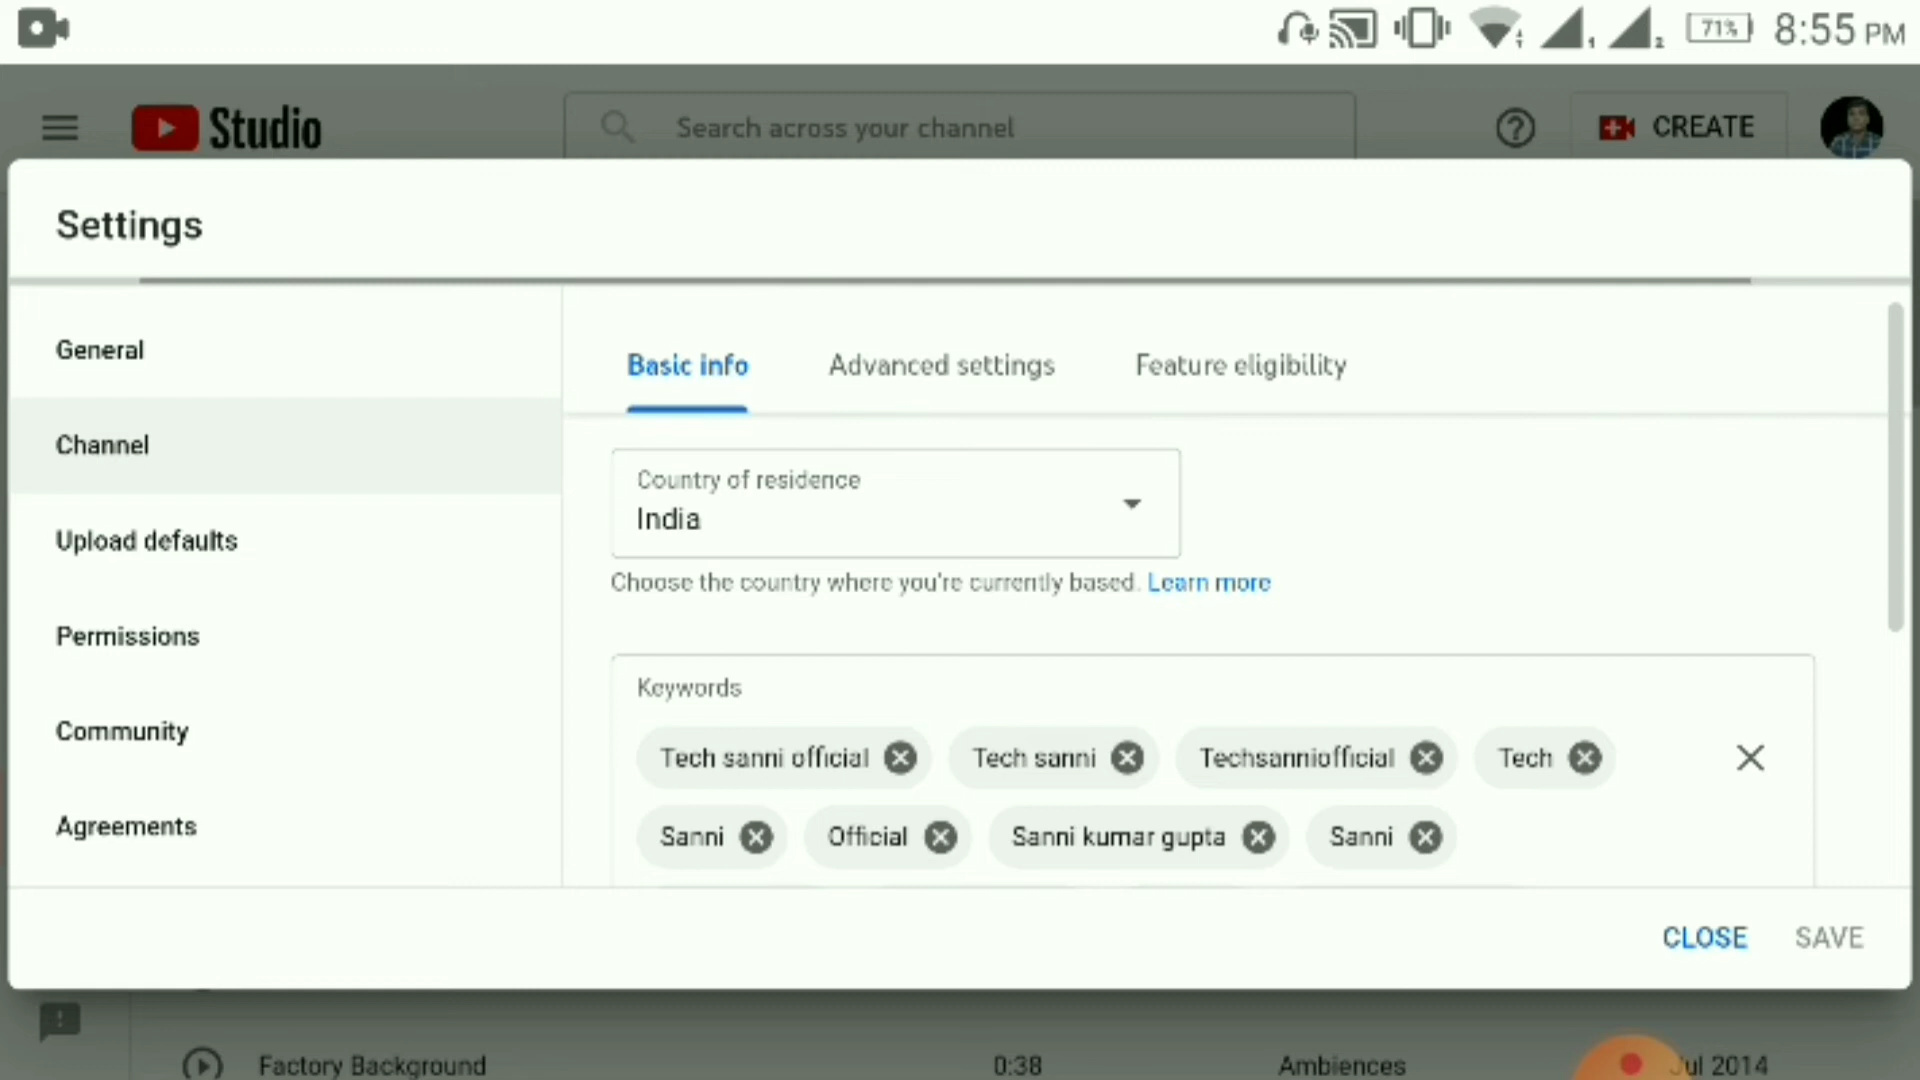 71% 8:55 PM
Studio
Search across your channel
CREATE
Settings
General
Channel
Upload defaults
Permissions
Community
Agreements
Basic info
Advanced settings
Feature eligibility
Country of residence
India
Choose the country where you're currently based. Learn more
Keywords
Tech sanni official
Tech sanni
Techsanniofficial
Tech
Sanni
Official
Sanni kumar gupta
Sanni
CLOSE
SAVE
Factory Background
0:38
Ambiences
2014